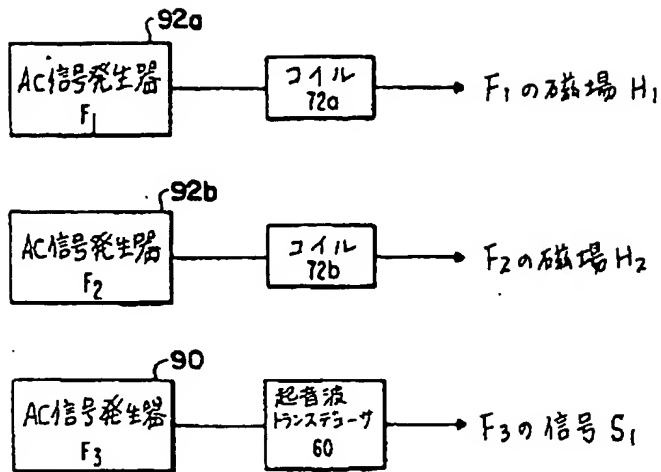 92a
AC信号発生器
F1
コイル
72a
F1の磁場 H1
92b
AC信号発生器
F2
コイル
72b
F2の磁場 H2
90
AC信号発生器
F3
起音波
トランスデューサ
60
F3の信号 S1